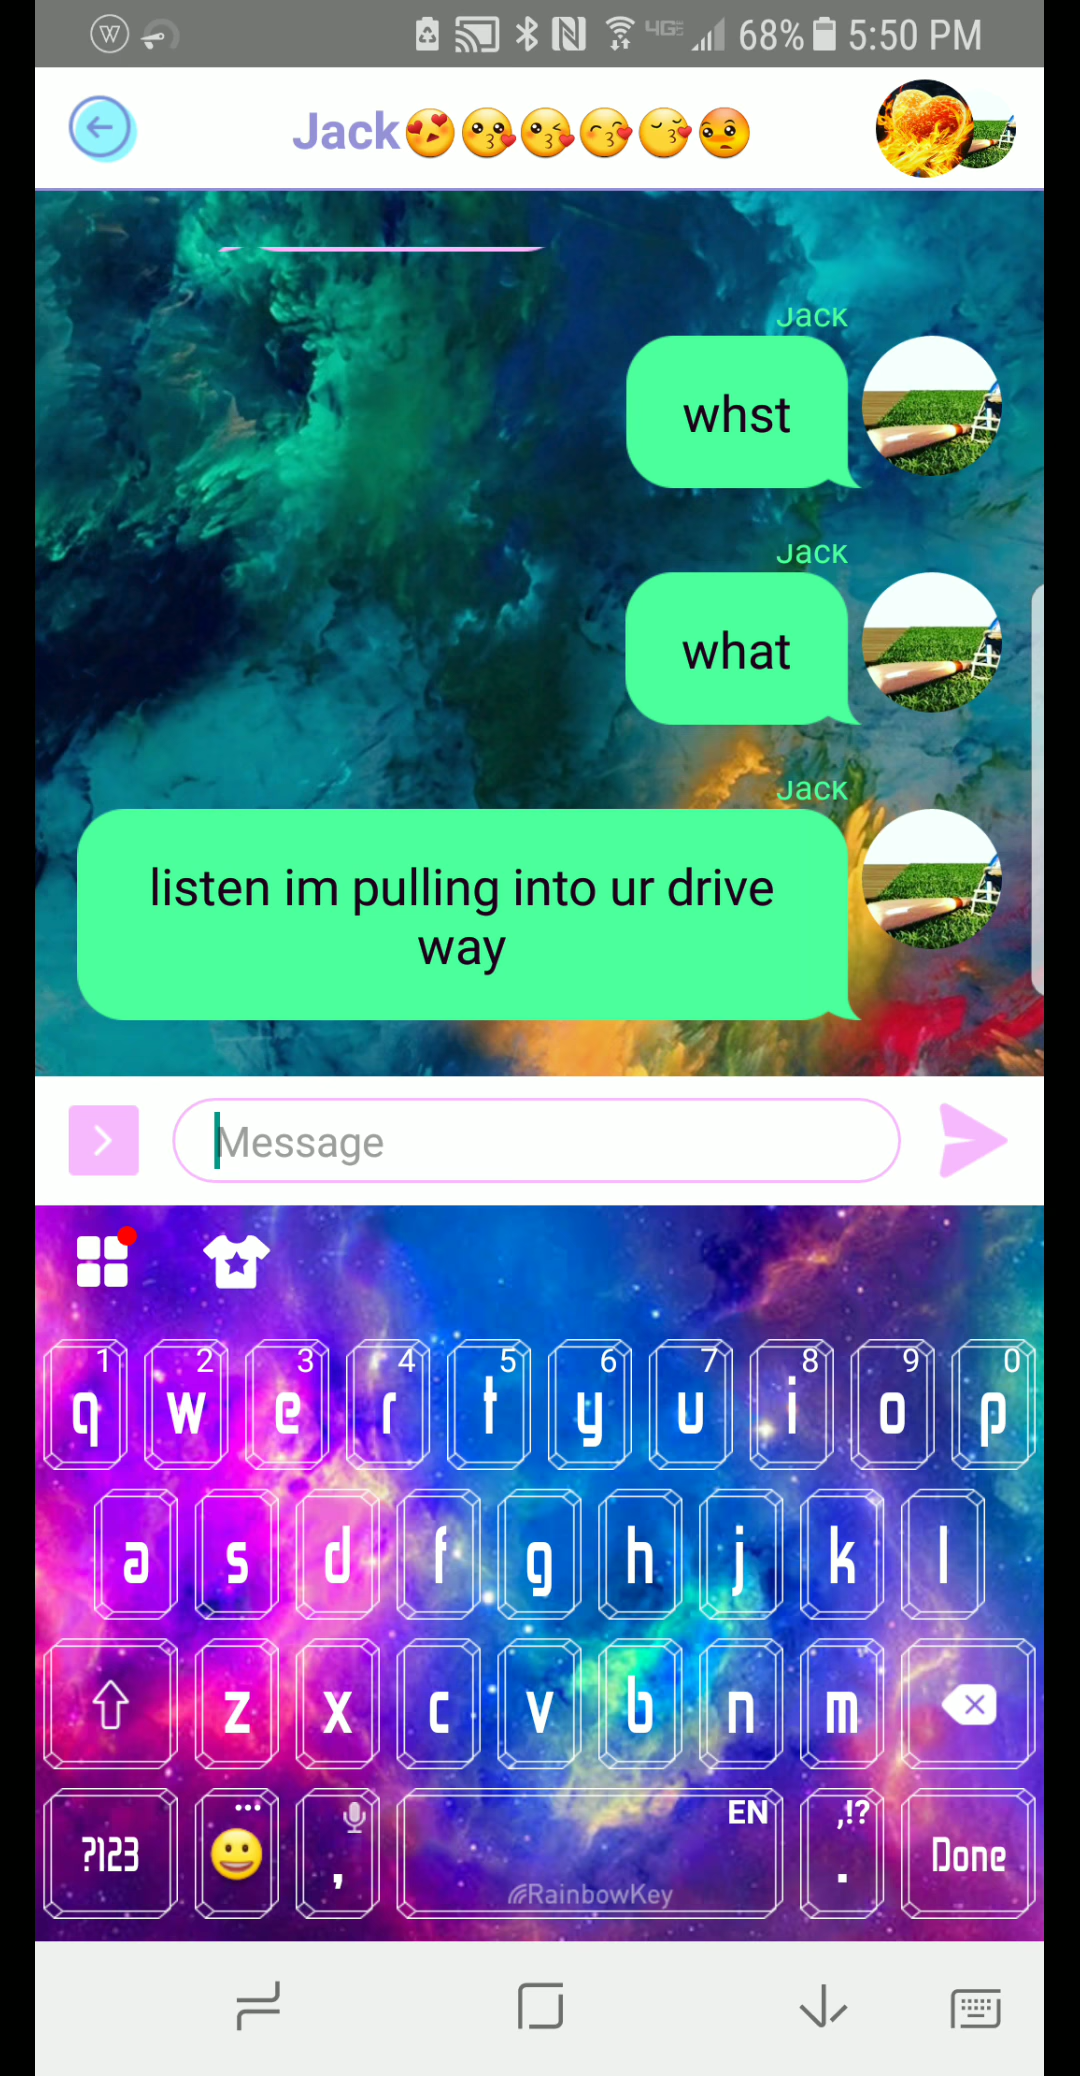 4G 68% 5:50 PM
Jack😍🥺😘😙😚😳
Jack
whst
Jack
what
Jack
listen im pulling into ur drive
way
Message
1 2 3 4 5 6 7 8 9 0
q w e r t y u i o p
a s d f g h j k l
z x c v b n m
EN ,!?
?123 , . Done
RainbowKey